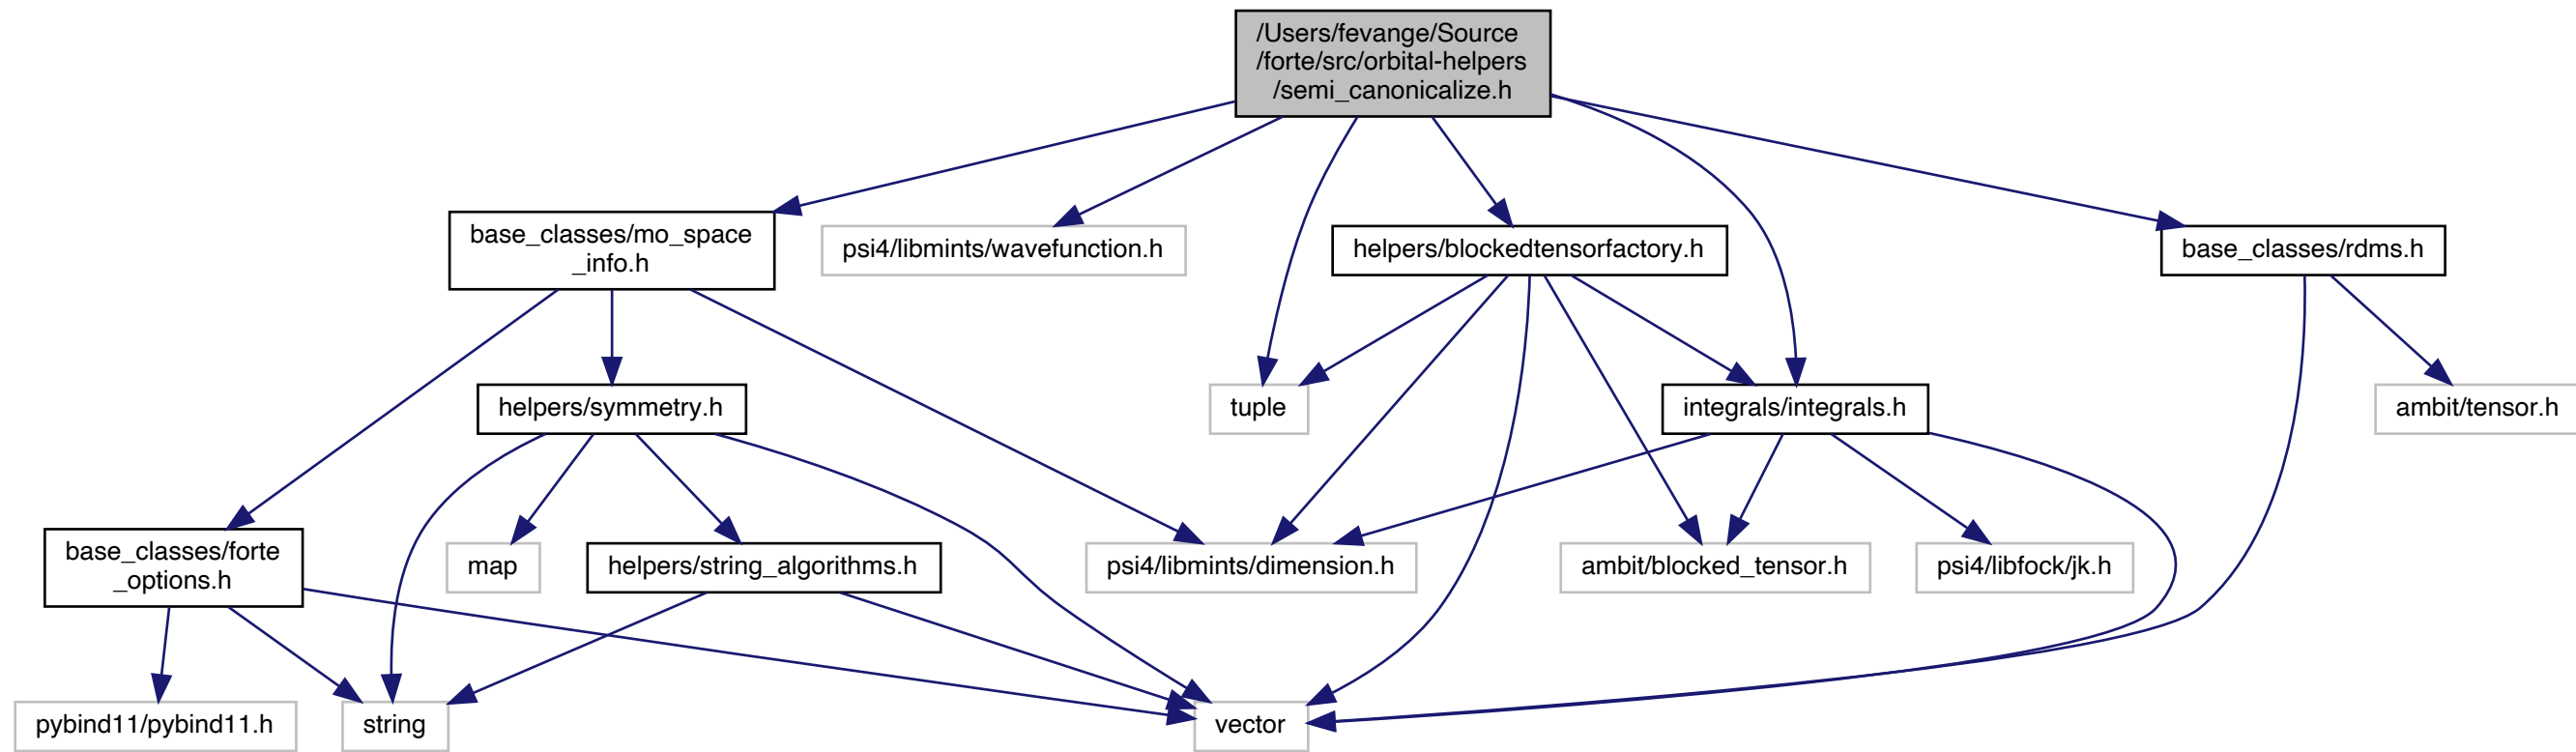 /Users/fevange/Source
/forte/src/orbital-helpers
/semi_canonicalize.h
base_classes/mo_space
_info.h
psi4/libmints/wavefunction.h
helpers/blockedtensorfactory.h
base_classes/rdms.h
helpers/symmetry.h
tuple
integrals/integrals.h
ambit/tensor.h
base_classes/forte
_options.h
map
helpers/string_algorithms.h
psi4/libmints/dimension.h
ambit/blocked_tensor.h
psi4/libfock/jk.h
pybind11/pybind11.h
string
vector